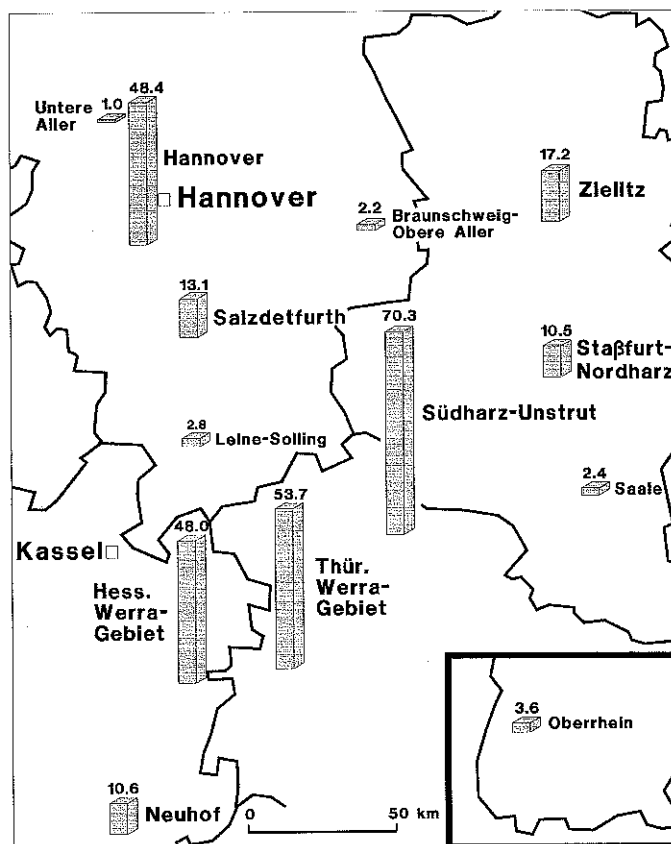 48.4
Untere 1.0
Aller
Hannover
Hannover
17.2
Zielitz
2.2
Braunschweig-
Obere Aller
13.1
Salzdetfurth
70.3
10.5
Staßfurt-
Nordharz
Südharz-Unstrut
2.8
Leine-Solling
2.4
Saale
53.7
48.0
Kassel
Thür.
Werra-
Gebiet
Hess.
Werra-
Gebiet
3.6
Oberrhein
10.6
Neuhof
0 50 km